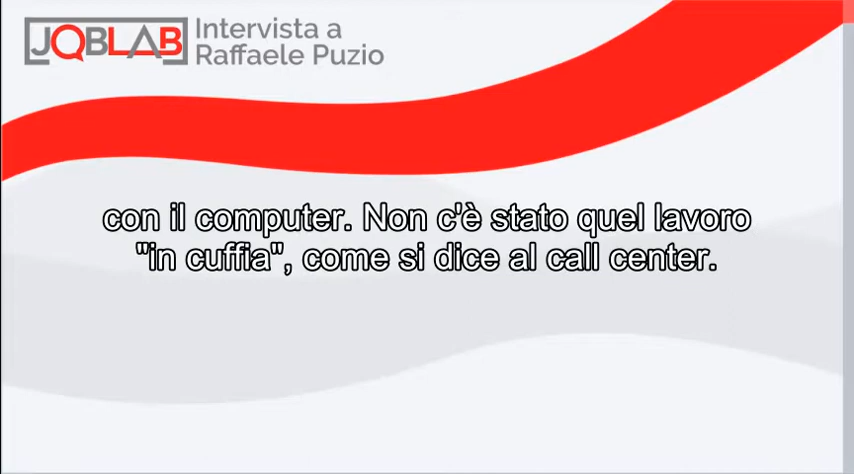 JOBLAB
Intervista a
Raffaele Puzio
con il computer. Non c'è stato quel lavoro
"in cuffia", come si dice al call center.